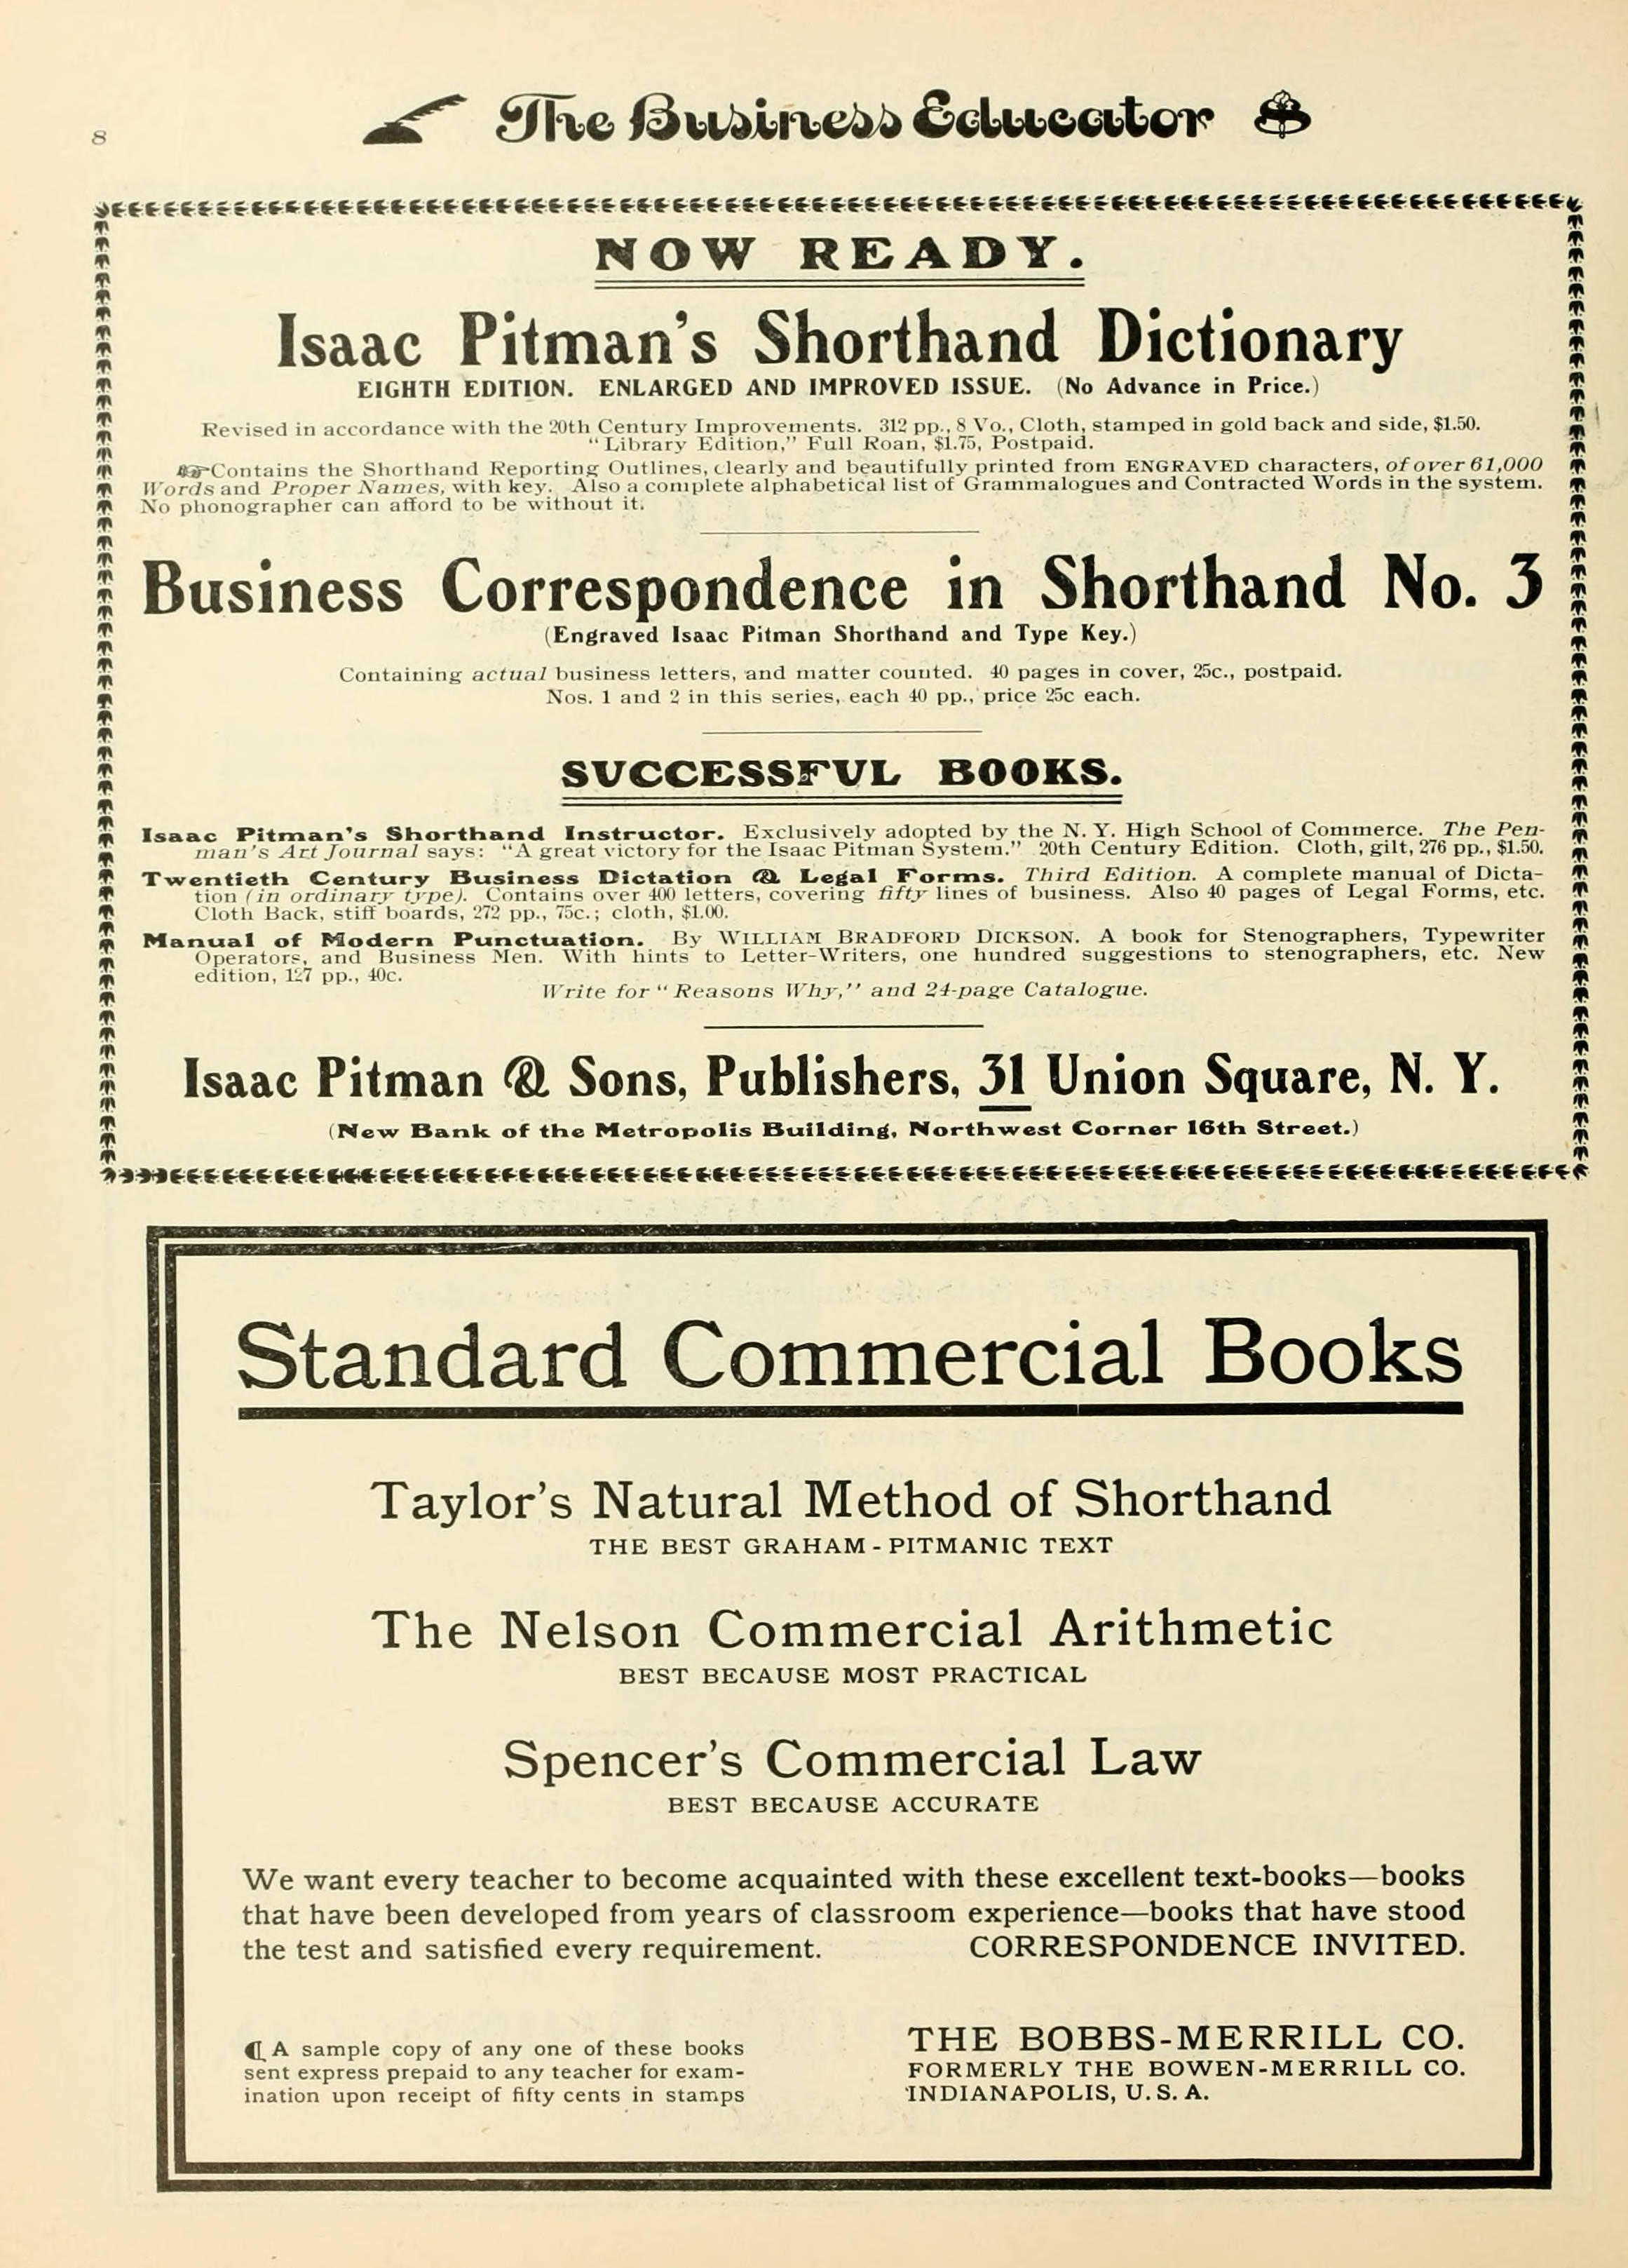 8
The Business Educator
NOW READY.
Isaac Pitman's Shorthand Dictionary
EIGHTH EDITION. ENLARGED AND IMPROVED ISSUE. (No Advance in Price.)
Revised in accordance with the 20th Century Improvements. 312 pp., 8 Vo., Cloth, stamped in gold back and side, $1.50.
"Library Edition," Full Roan, $1.75, Postpaid.
☞Contains the Shorthand Reporting Outlines, clearly and beautifully printed from ENGRAVED characters, of over 61,000
Words and Proper Names, with key. Also a complete alphabetical list of Grammalogues and Contracted Words in the system.
No phonographer can afford to be without it.
Business Correspondence in Shorthand No. 3
(Engraved Isaac Pitman Shorthand and Type Key.)
Containing actual business letters, and matter counted. 40 pages in cover, 25c., postpaid.
Nos. 1 and 2 in this series, each 40 pp., price 25c each.
SUCCESSFUL BOOKS.
Isaac Pitman's Shorthand Instructor. Exclusively adopted by the N. Y. High School of Commerce. The Pen-
man's Art Journal says: "A great victory for the Isaac Pitman System." 20th Century Edition. Cloth, gilt, 276 pp., $1.50.
Twentieth Century Business Dictation & Legal Forms. Third Edition. A complete manual of Dicta-
tion (in ordinary type). Contains over 400 letters, covering fifty lines of business. Also 40 pages of Legal Forms, etc.
Cloth Back, stiff boards, 272 pp., 75c.; cloth, $1.00.
Manual of Modern Punctuation. By WILLIAM BRADFORD DICKSON. A book for Stenographers, Typewriter
Operators, and Business Men. With hints to Letter-Writers, one hundred suggestions to stenographers, etc. New
edition, 127 pp., 40c.
Write for "Reasons Why," and 24-page Catalogue.
Isaac Pitman & Sons, Publishers, 31 Union Square, N. Y.
(New Bank of the Metropolis Building, Northwest Corner 16th Street.)
Standard Commercial Books
Taylor's Natural Method of Shorthand
THE BEST GRAHAM-PITMANIC TEXT
The Nelson Commercial Arithmetic
BEST BECAUSE MOST PRACTICAL
Spencer's Commercial Law
BEST BECAUSE ACCURATE
We want every teacher to become acquainted with these excellent text-books—books
that have been developed from years of classroom experience—books that have stood
the test and satisfied every requirement. CORRESPONDENCE INVITED.
¶ A sample copy of any one of these books
sent express prepaid to any teacher for exam-
ination upon receipt of fifty cents in stamps
THE BOBBS-MERRILL CO.
FORMERLY THE BOWEN-MERRILL CO.
INDIANAPOLIS, U. S. A.